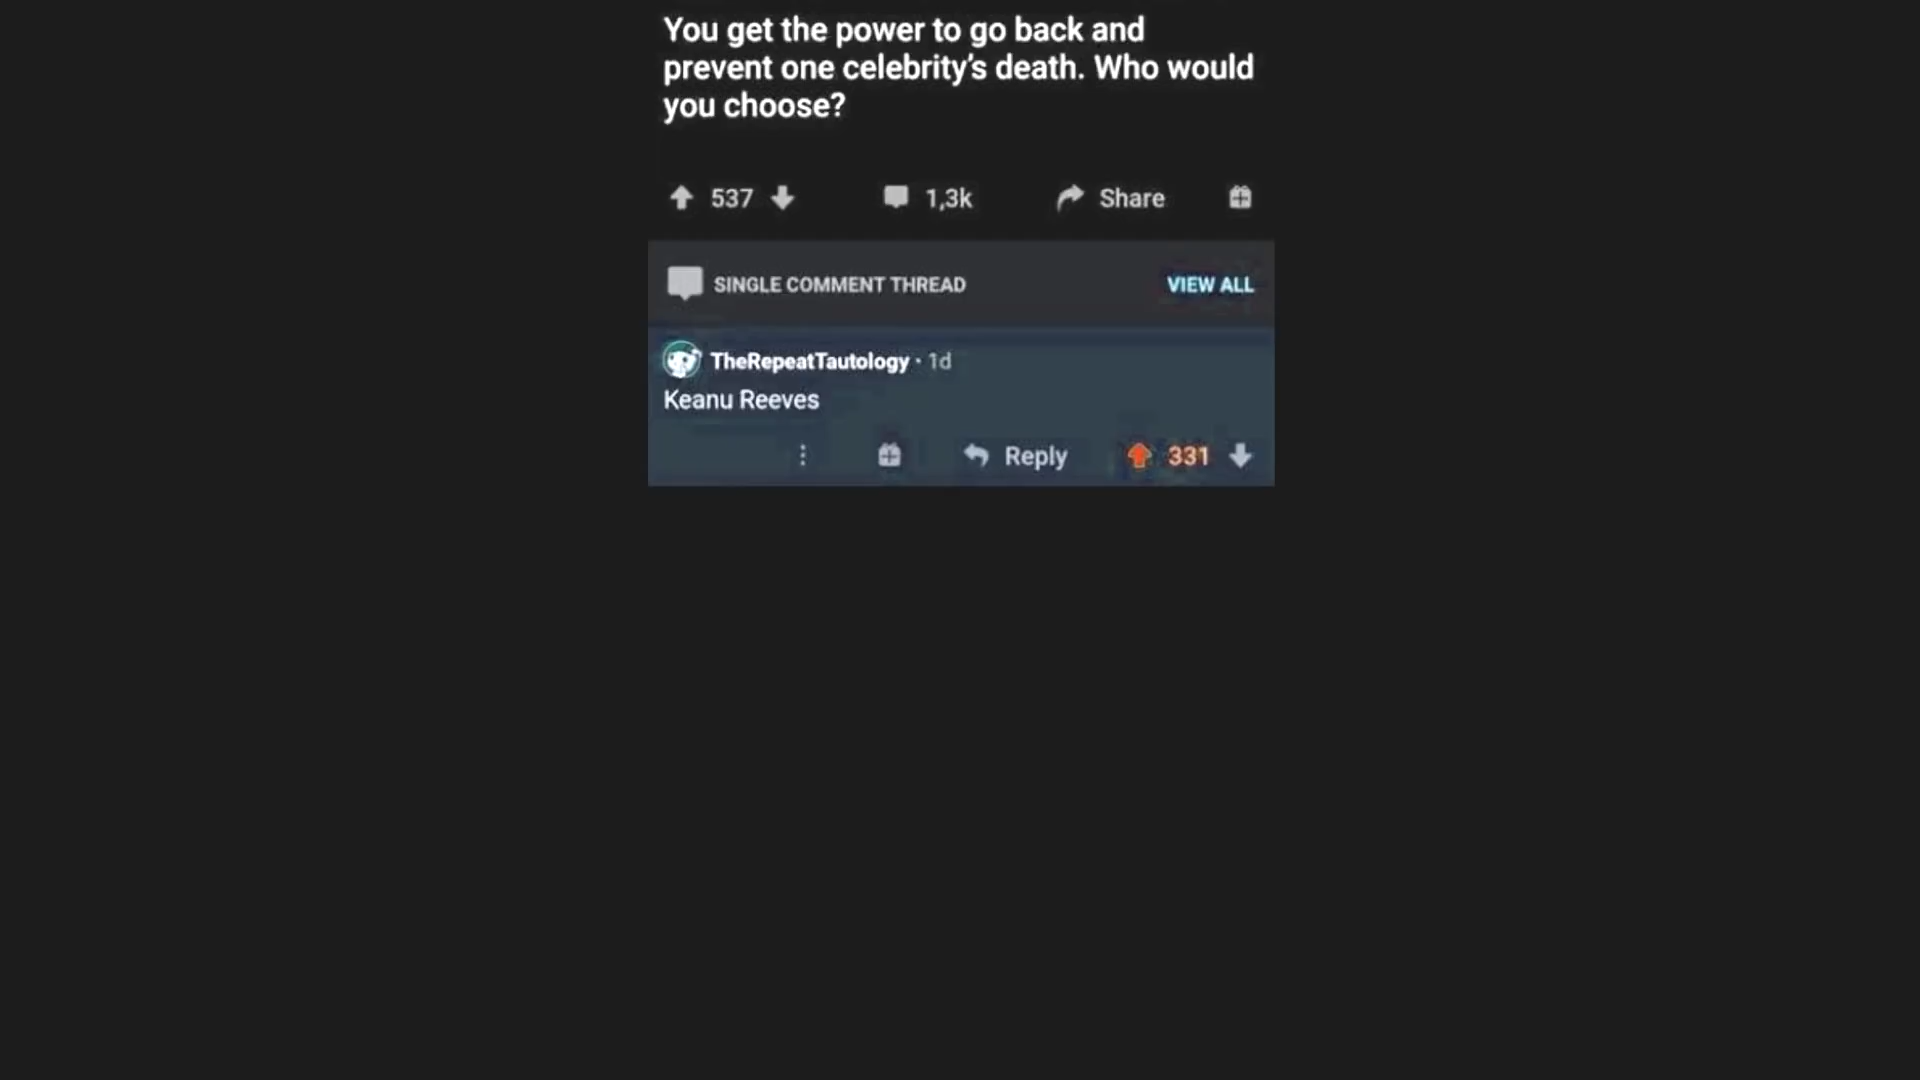 You get the power to go back and
prevent one celebrity's death. Who would
you choose?
537
1,3k
Share
SINGLE COMMENT THREAD
VIEW ALL
TheRepeatTautology · 1d
Keanu Reeves
Reply
331